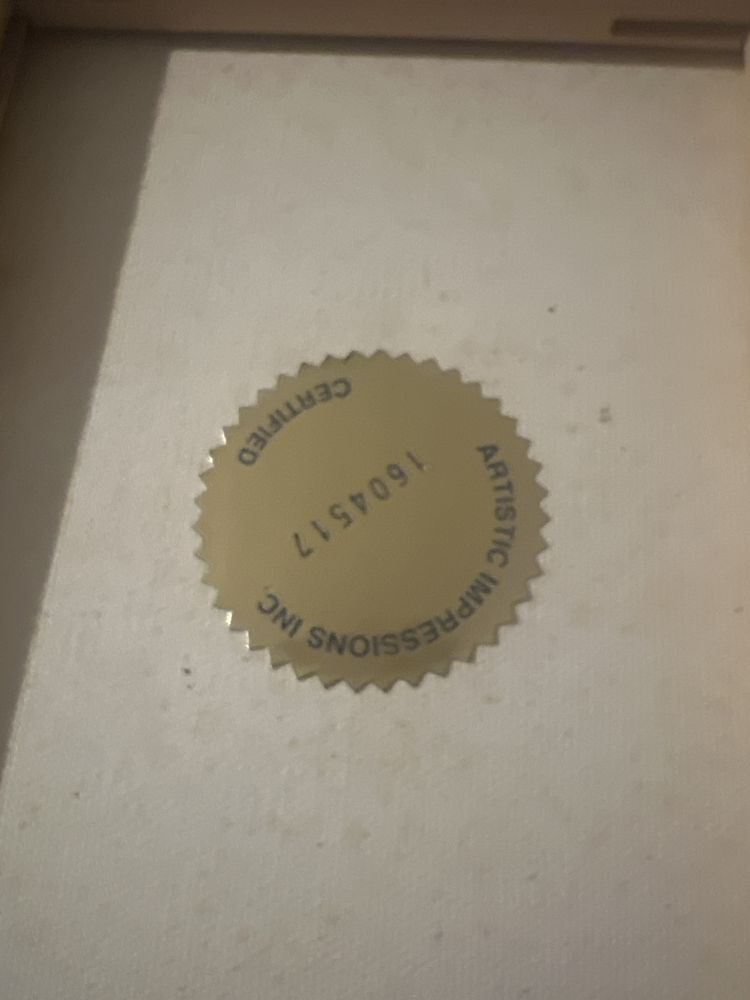 ARTISTIC IMPRESSIONS INC.
1604517
CERTIFIED